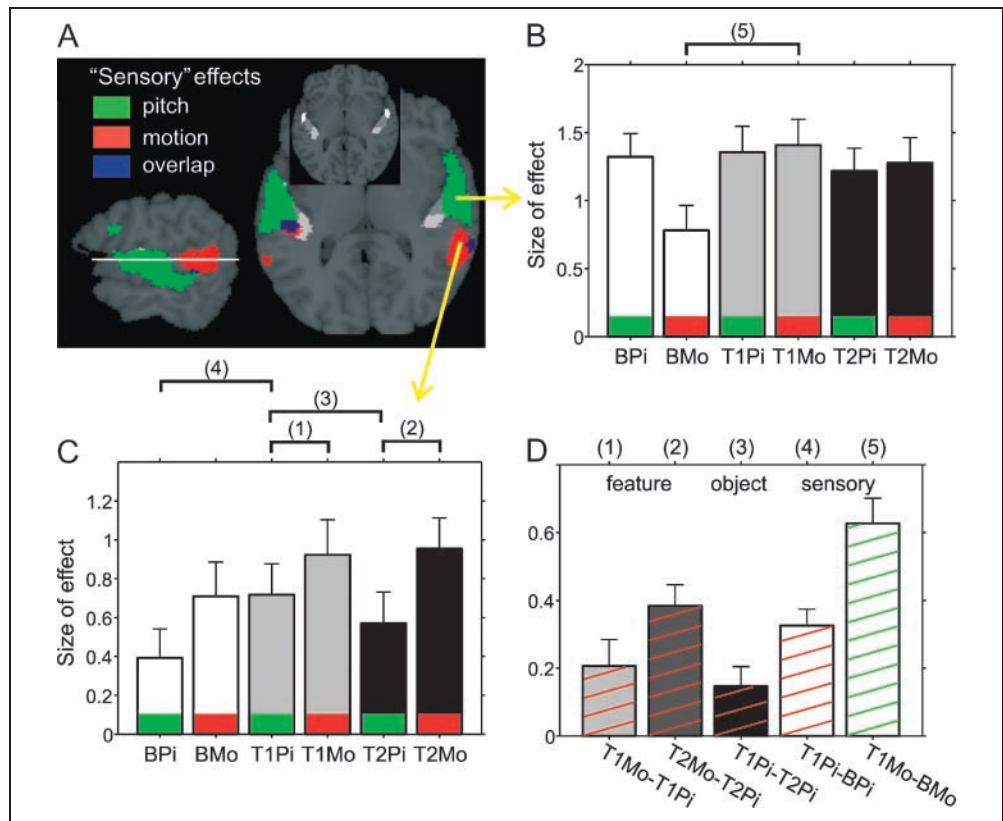 A
"Sensory" effects
pitch
motion
overlap
B
(5)
2
1.5
1
0.5
0
Size of effect
BPi BMo T1Pi T1Mo T2Pi T2Mo
C
(4)
(3)
(1) (2)
1.2
1
0.8
0.6
0.4
0.2
0
Size of effect
BPi BMo T1Pi T1Mo T2Pi T2Mo
D
(1) (2) (3) (4) (5)
feature object sensory
0.6
0.4
0.2
0
T1Mo-T1Pi
T2Mo-T2Pi
T1Pi-T2Pi
T1Pi-BPi
T1Mo-BMo